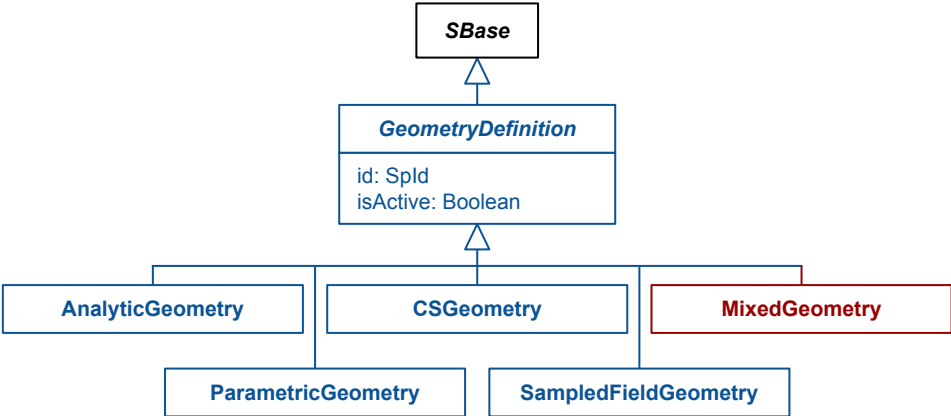 SBase
GeometryDefinition
id: SpId
isActive: Boolean
AnalyticGeometry
CSGeometry
MixedGeometry
ParametricGeometry
SampledFieldGeometry